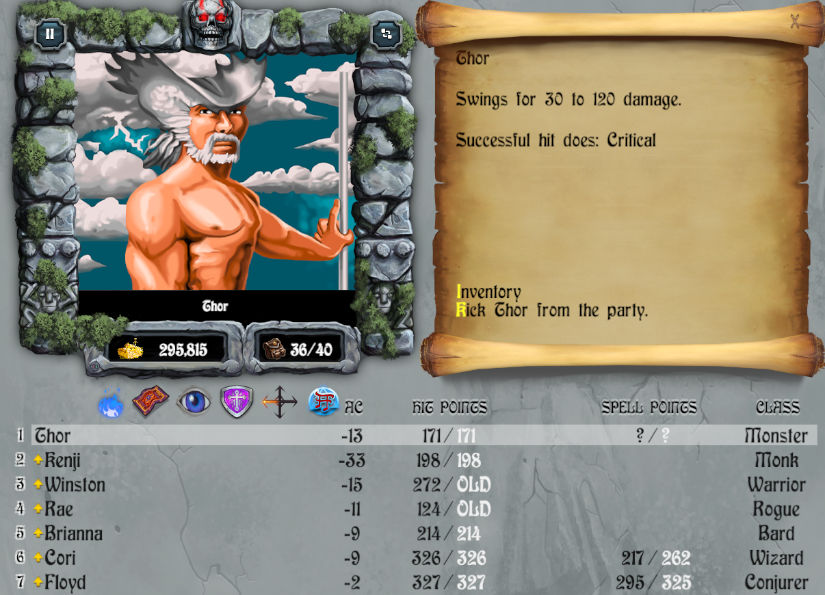 Thor
Swings for 30 to 120 damage.
Successful hit does: Critical
Inventory
Kick Thor from the party.
Thor
295,815
36/40
AC HIT POINTS SPELL POINTS CLASS
1 Thor -13 171/171 ?/? Monster
2 Kenji -33 198/198 Monk
3 Winston -15 272/OLD Warrior
4 Rae -11 124/OLD Rogue
5 Brianna -9 214/214 Bard
6 Cori -9 326/326 217/262 Wizard
7 Floyd -2 327/327 295/325 Conjurer